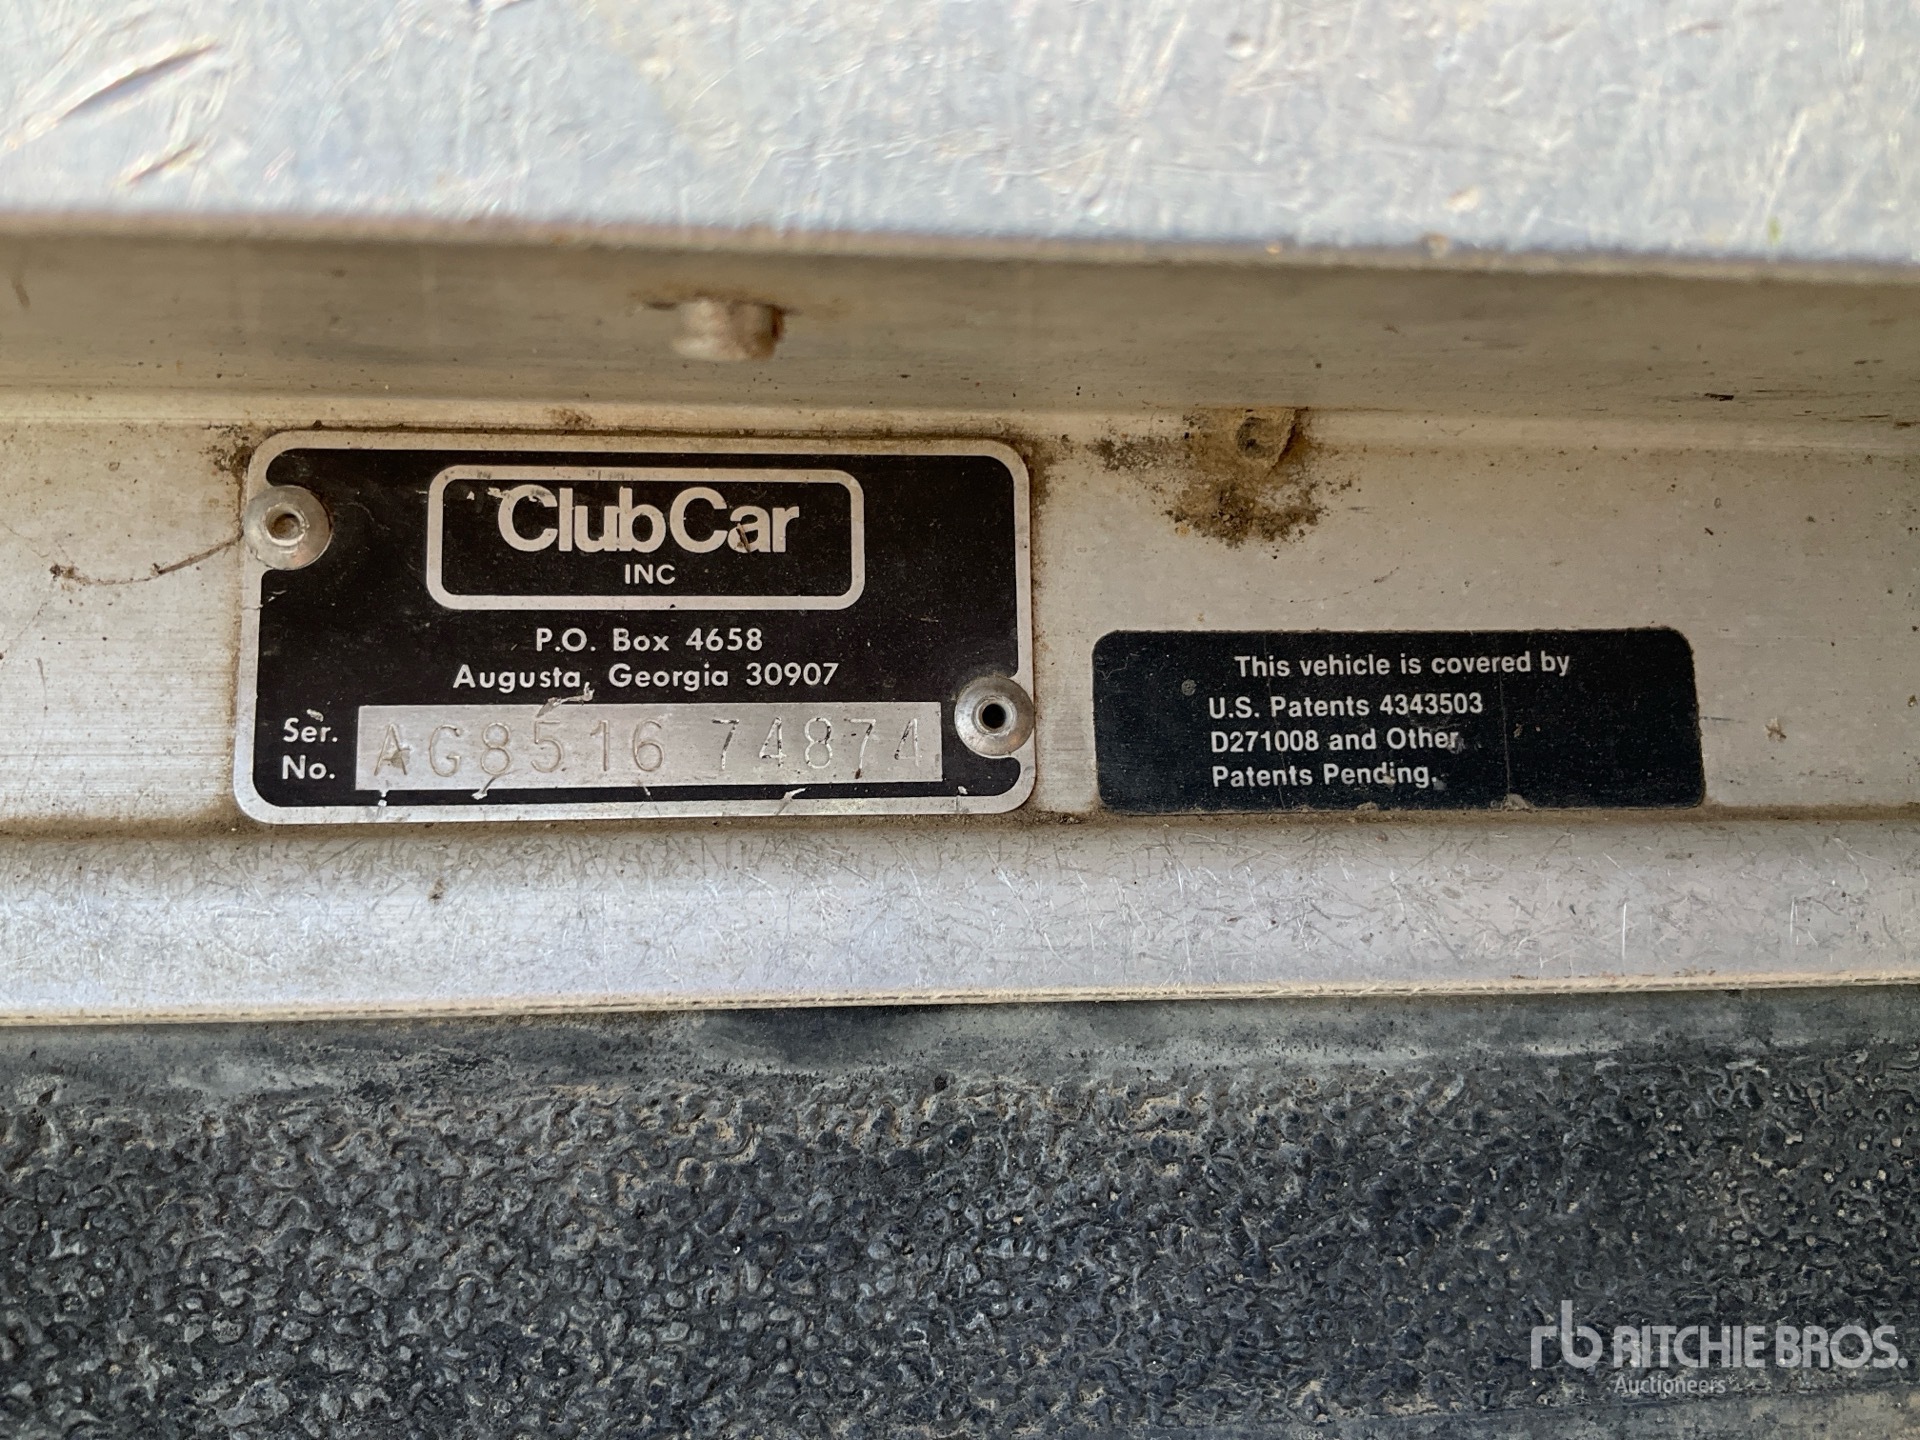 ClubCar
INC
P.O. Box 4658
Augusta, Georgia 30907
Ser. No. AG8516 74874
This vehicle is covered by
U.S. Patents 4343503
D271008 and Other
Patents Pending.
rb RITCHIE BROS.
Auctioneers